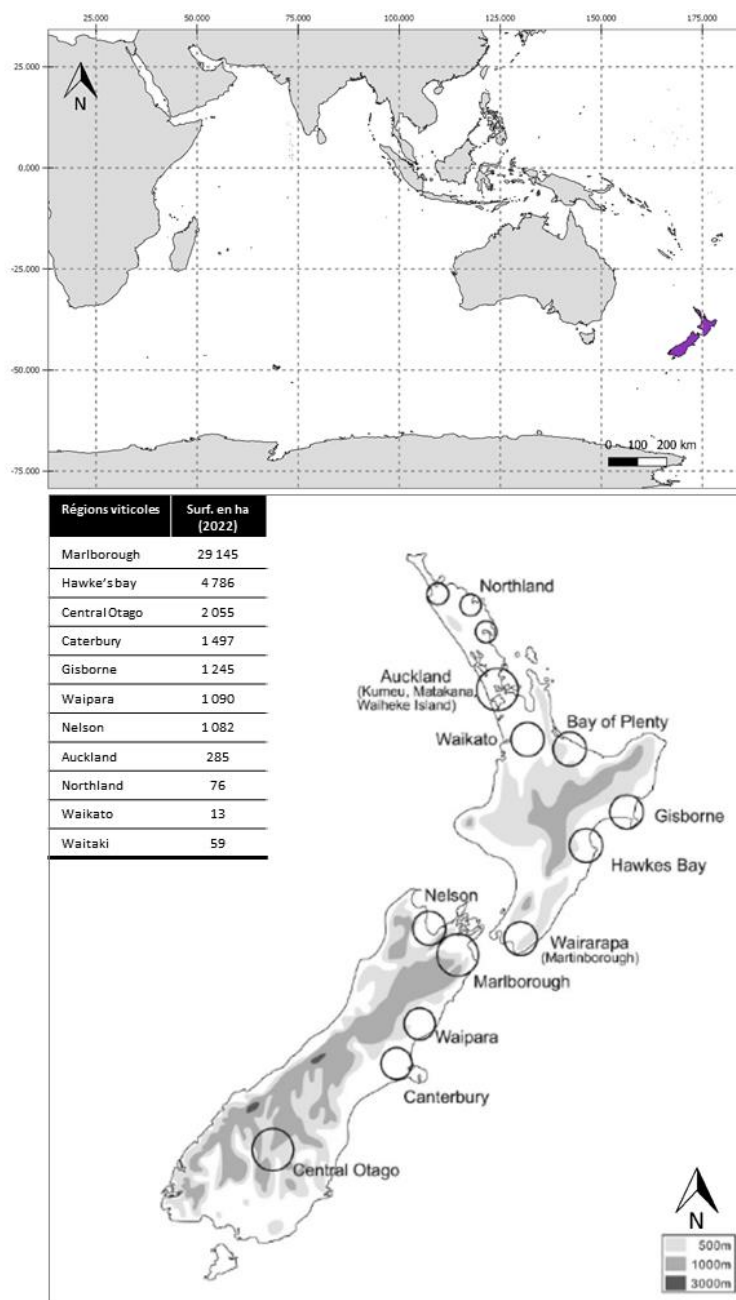 25.000 50.000 75.000 100.000 125.000 150.000 175.000
25.000
N
0.000
-25.000
-50.000
0 100 200 km
-75.000
Régions viticoles Surf. en ha (2022)
Marlborough 29 145
Hawke's bay 4 786
Central Otago 2 055
Caterbury 1 497
Gisborne 1 245
Waipara 1 090
Nelson 1 082
Auckland 285
Northland 76
Waikato 13
Waitaki 59
Northland
Auckland
(Kumeu, Matakana,
Waiheke Island)
Bay of Plenty
Waikato
Gisborne
Hawkes Bay
Nelson
Wairarapa
(Martinborough)
Marlborough
Waipara
Canterbury
Central Otago
N
500m
1000m
3000m